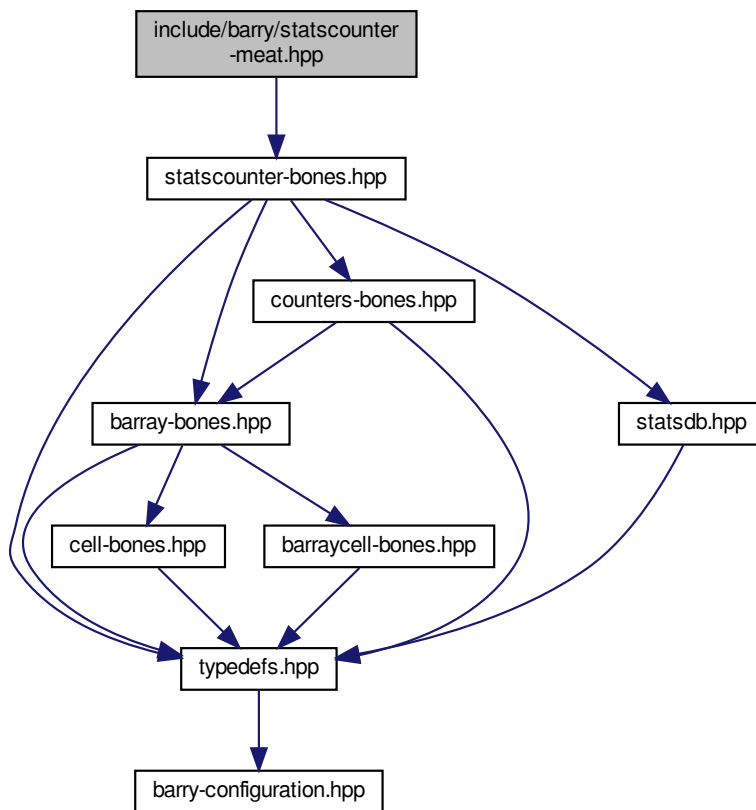 include/barry/statscounter
-meat.hpp
statscounter-bones.hpp
counters-bones.hpp
barray-bones.hpp
statsdb.hpp
cell-bones.hpp
barraycell-bones.hpp
typedefs.hpp
barry-configuration.hpp